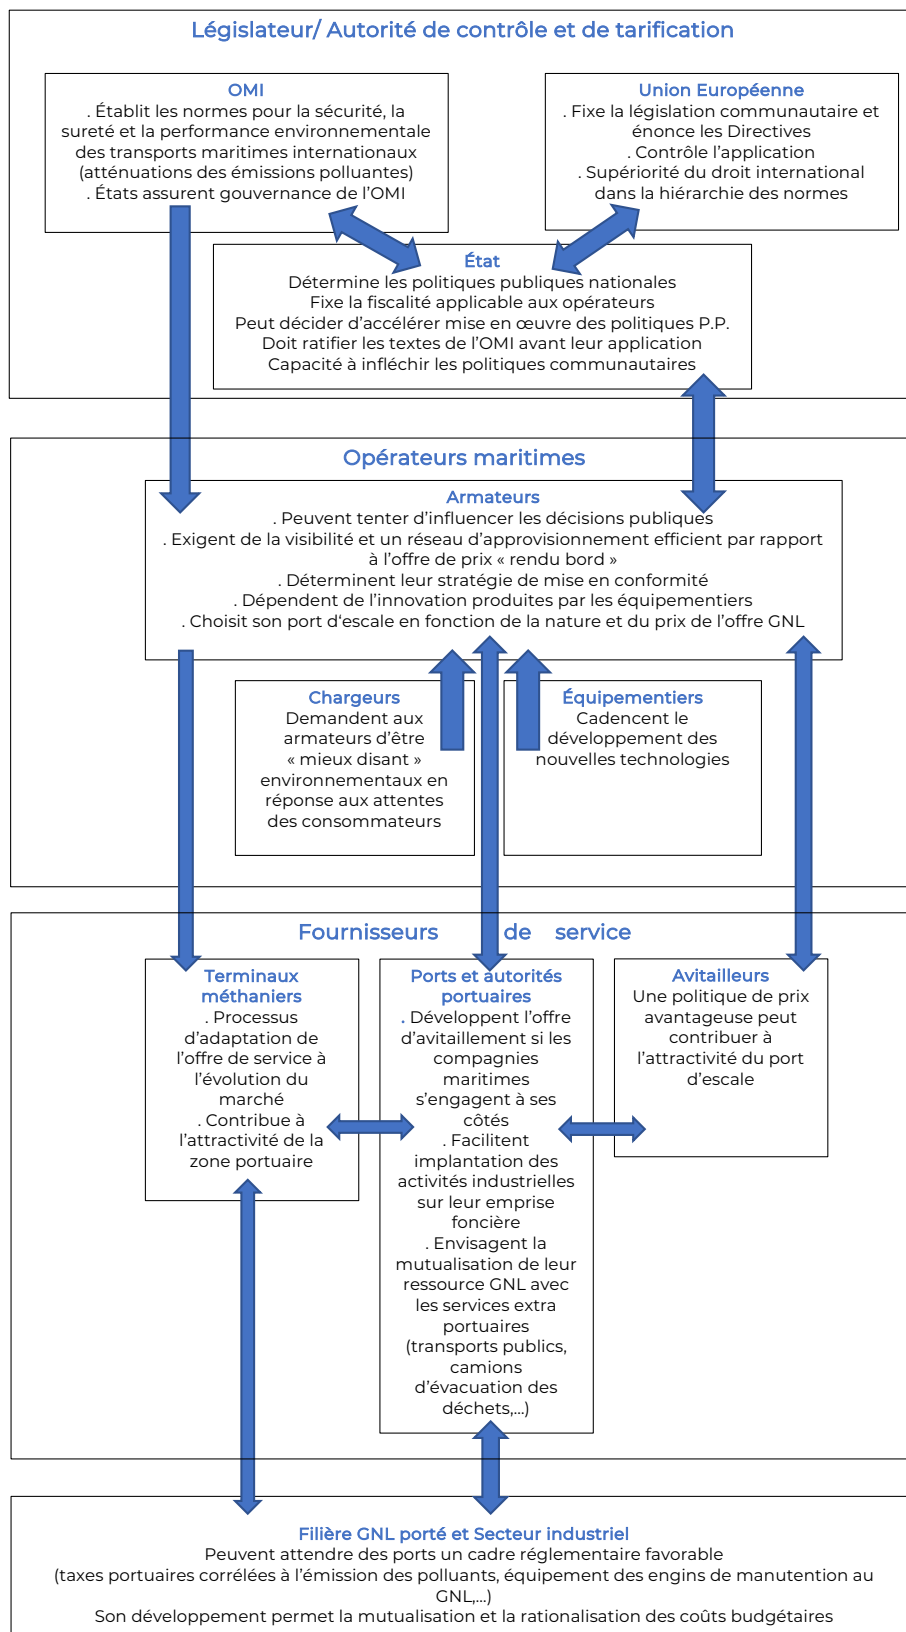 Législateur/ Autorité de contrôle et de tarification
OMI
. Établit les normes pour la sécurité, la
sureté et la performance environnementale
des transports maritimes internationaux
(atténuations des émissions polluantes)
. États assurent gouvernance de l'OMI
Union Européenne
. Fixe la législation communautaire et
énonce les Directives
. Contrôle l'application
. Supériorité du droit international
dans la hiérarchie des normes
État
Détermine les politiques publiques nationales
Fixe la fiscalité applicable aux opérateurs
Peut décider d'accélérer mise en œuvre des politiques P.P.
Doit ratifier les textes de l'OMI avant leur application
Capacité à infléchir les politiques communautaires
Opérateurs maritimes
Armateurs
. Peuvent tenter d'influencer les décisions publiques
. Exigent de la visibilité et un réseau d'approvisionnement efficient par rapport
à l'offre de prix « rendu bord »
. Déterminent leur stratégie de mise en conformité
. Dépendent de l'innovation produites par les équipementiers
. Choisit son port d'escale en fonction de la nature et du prix de l'offre GNL
Chargeurs
Demandent aux
armateurs d'être
« mieux disant »
environnementaux en
réponse aux attentes
des consommateurs
Équipementiers
Cadencent le
développement des
nouvelles technologies
Fournisseurs de service
Terminaux
méthaniers
. Processus
d'adaptation de
l'offre de service à
l'évolution du
marché
. Contribue à
l'attractivité de la
zone portuaire
Ports et autorités
portuaires
. Développent l'offre
d'avitaillement si les
compagnies
maritimes
s'engagent à ses
côtés
. Facilitent
implantation des
activités industrielles
sur leur emprise
foncière
. Envisagent la
mutualisation de leur
ressource GNL avec
les services extra
portuaires
(transports publics,
camions
d'évacuation des
déchets,...)
Avitailleurs
Une politique de prix
avantageuse peut
contribuer à
l'attractivité du port
d'escale
Filière GNL porté et Secteur industriel
Peuvent attendre des ports un cadre réglementaire favorable
(taxes portuaires corrélées à l'émission des polluants, équipement des engins de manutention au
GNL,...)
Son développement permet la mutualisation et la rationalisation des coûts budgétaires